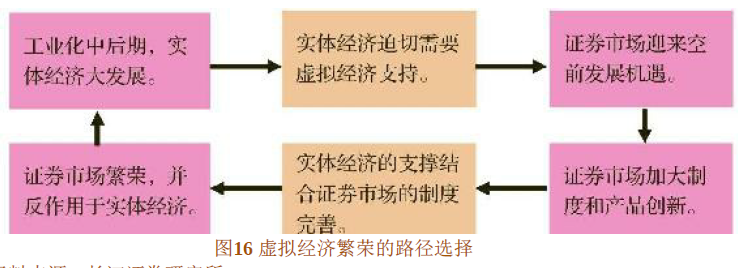 工业化中后期，实
体经济大发展。
实体经济迫切需要
虚拟经济支持。
证券市场迎来空
前发展机遇。
证券市场繁荣，并
反作用于实体经济。
实体经济的支撑结
合证券市场的制度
完善。
证券市场加大制
度和产品创新。
图16 虚拟经济繁荣的路径选择